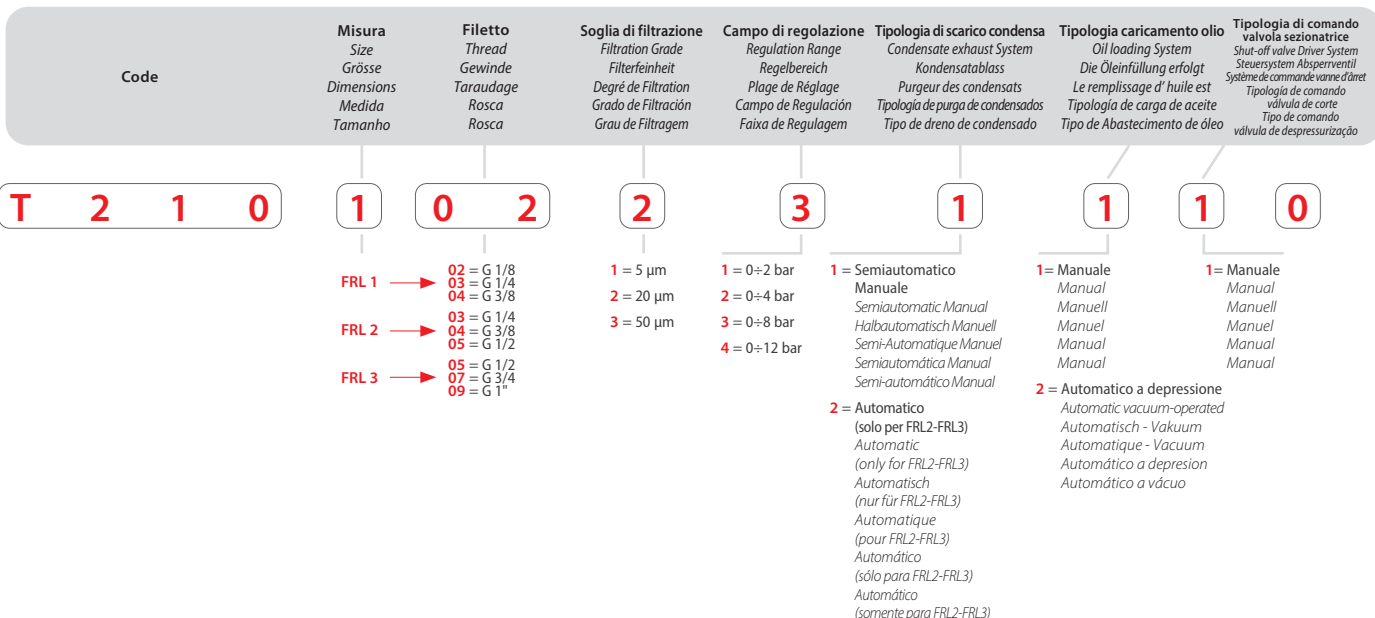 Code
Misura
Size
Grösse
Dimensions
Medida
Tamanho
Filetto
Thread
Gewinde
Taraudage
Rosca
Rosca
Soglia di filtrazione
Filtration Grade
Filterfeinheit
Degré de Filtration
Grado de Filtración
Grau de Filtragem
Campo di regolazione
Regulation Range
Regelbereich
Plage de Réglage
Campo de Regulación
Faixa de Regulagem
Tipologia di scarico condensa
Condensate exhaust System
Kondensatablass
Purgeur des condensats
Tipología de purga de condensados
Tipo de dreno de condensado
Tipologia caricamento olio
Oil loading System
Die Öleinfüllung erfolgt
Le remplissage d' huile est
Tipología de carga de aceite
Tipo de Abastecimento de óleo
Tipologia di comando
valvola sezionatrice
Shut-off valve Driver System
Steuersystem Absperrventil
Système de commande vanne d'ârret
Tipología de comando
válvula de corte
Tipo de comando
válvula de despressurização
T 2 1 0 1 0 2 2 3 1 1 1 0
FRL 1
02 = G 1/8
03 = G 1/4
04 = G 3/8
FRL 2
03 = G 1/4
04 = G 3/8
05 = G 1/2
FRL 3
05 = G 1/2
07 = G 3/4
09 = G 1"
1 = 5 µm
2 = 20 µm
3 = 50 µm
1 = 0÷2 bar
2 = 0÷4 bar
3 = 0÷8 bar
4 = 0÷12 bar
1 = Semiautomatico
Manuale
Semiautomatic Manual
Halbautomatisch Manuell
Semi-Automatique Manuel
Semiautomática Manual
Semi-automático Manual
2 = Automatico
(solo per FRL2-FRL3)
Automatic
(only for FRL2-FRL3)
Automatisch
(nur für FRL2-FRL3)
Automatique
(pour FRL2-FRL3)
Automático
(sólo para FRL2-FRL3)
Automático
(somente para FRL2-FRL3)
1= Manuale
Manual
Manuell
Manuel
Manual
Manual
2 = Automatico a depressione
Automatic vacuum-operated
Automatisch - Vakuum
Automatique - Vacuum
Automático a depresion
Automático a vácuo
1= Manuale
Manual
Manuell
Manuel
Manual
Manual